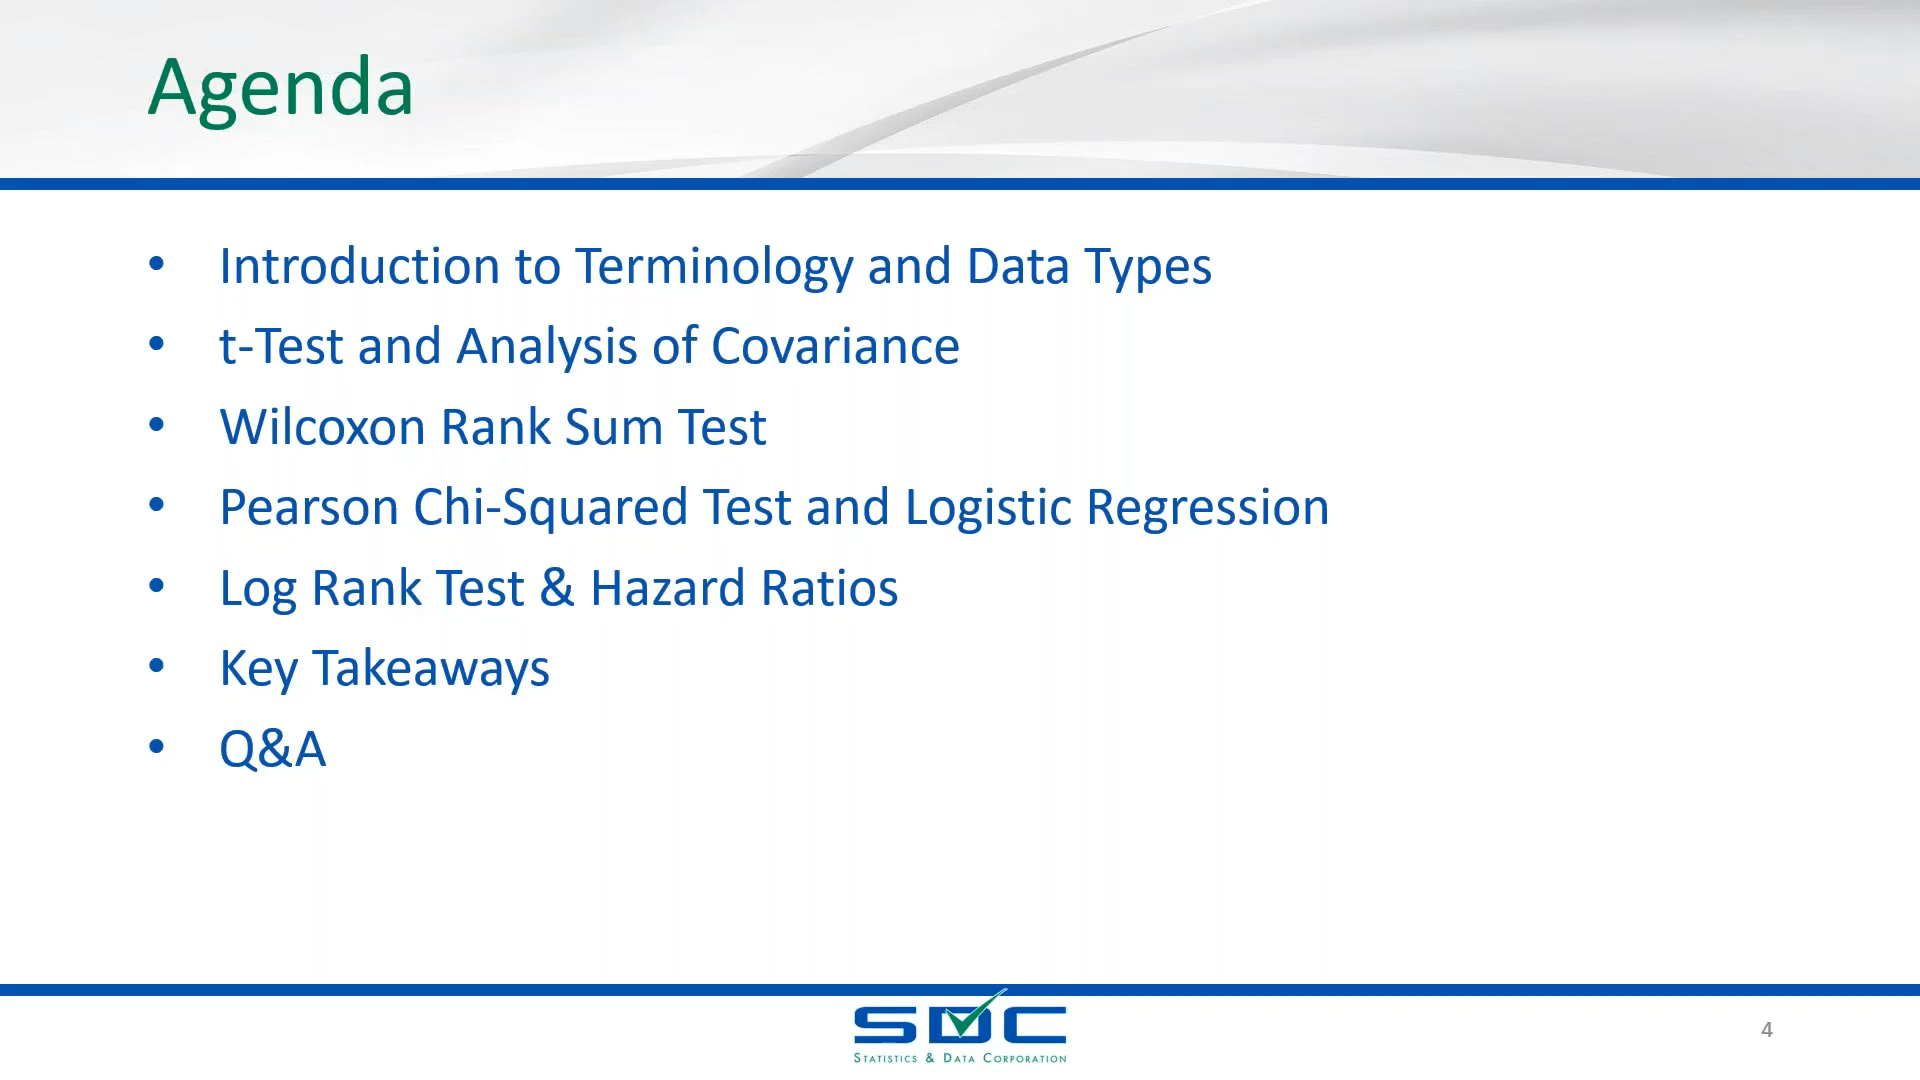 Agenda
• Introduction to Terminology and Data Types
• t-Test and Analysis of Covariance
• Wilcoxon Rank Sum Test
• Pearson Chi-Squared Test and Logistic Regression
• Log Rank Test & Hazard Ratios
• Key Takeaways
• Q&A
SDC
STATISTICS & DATA CORPORATION
4